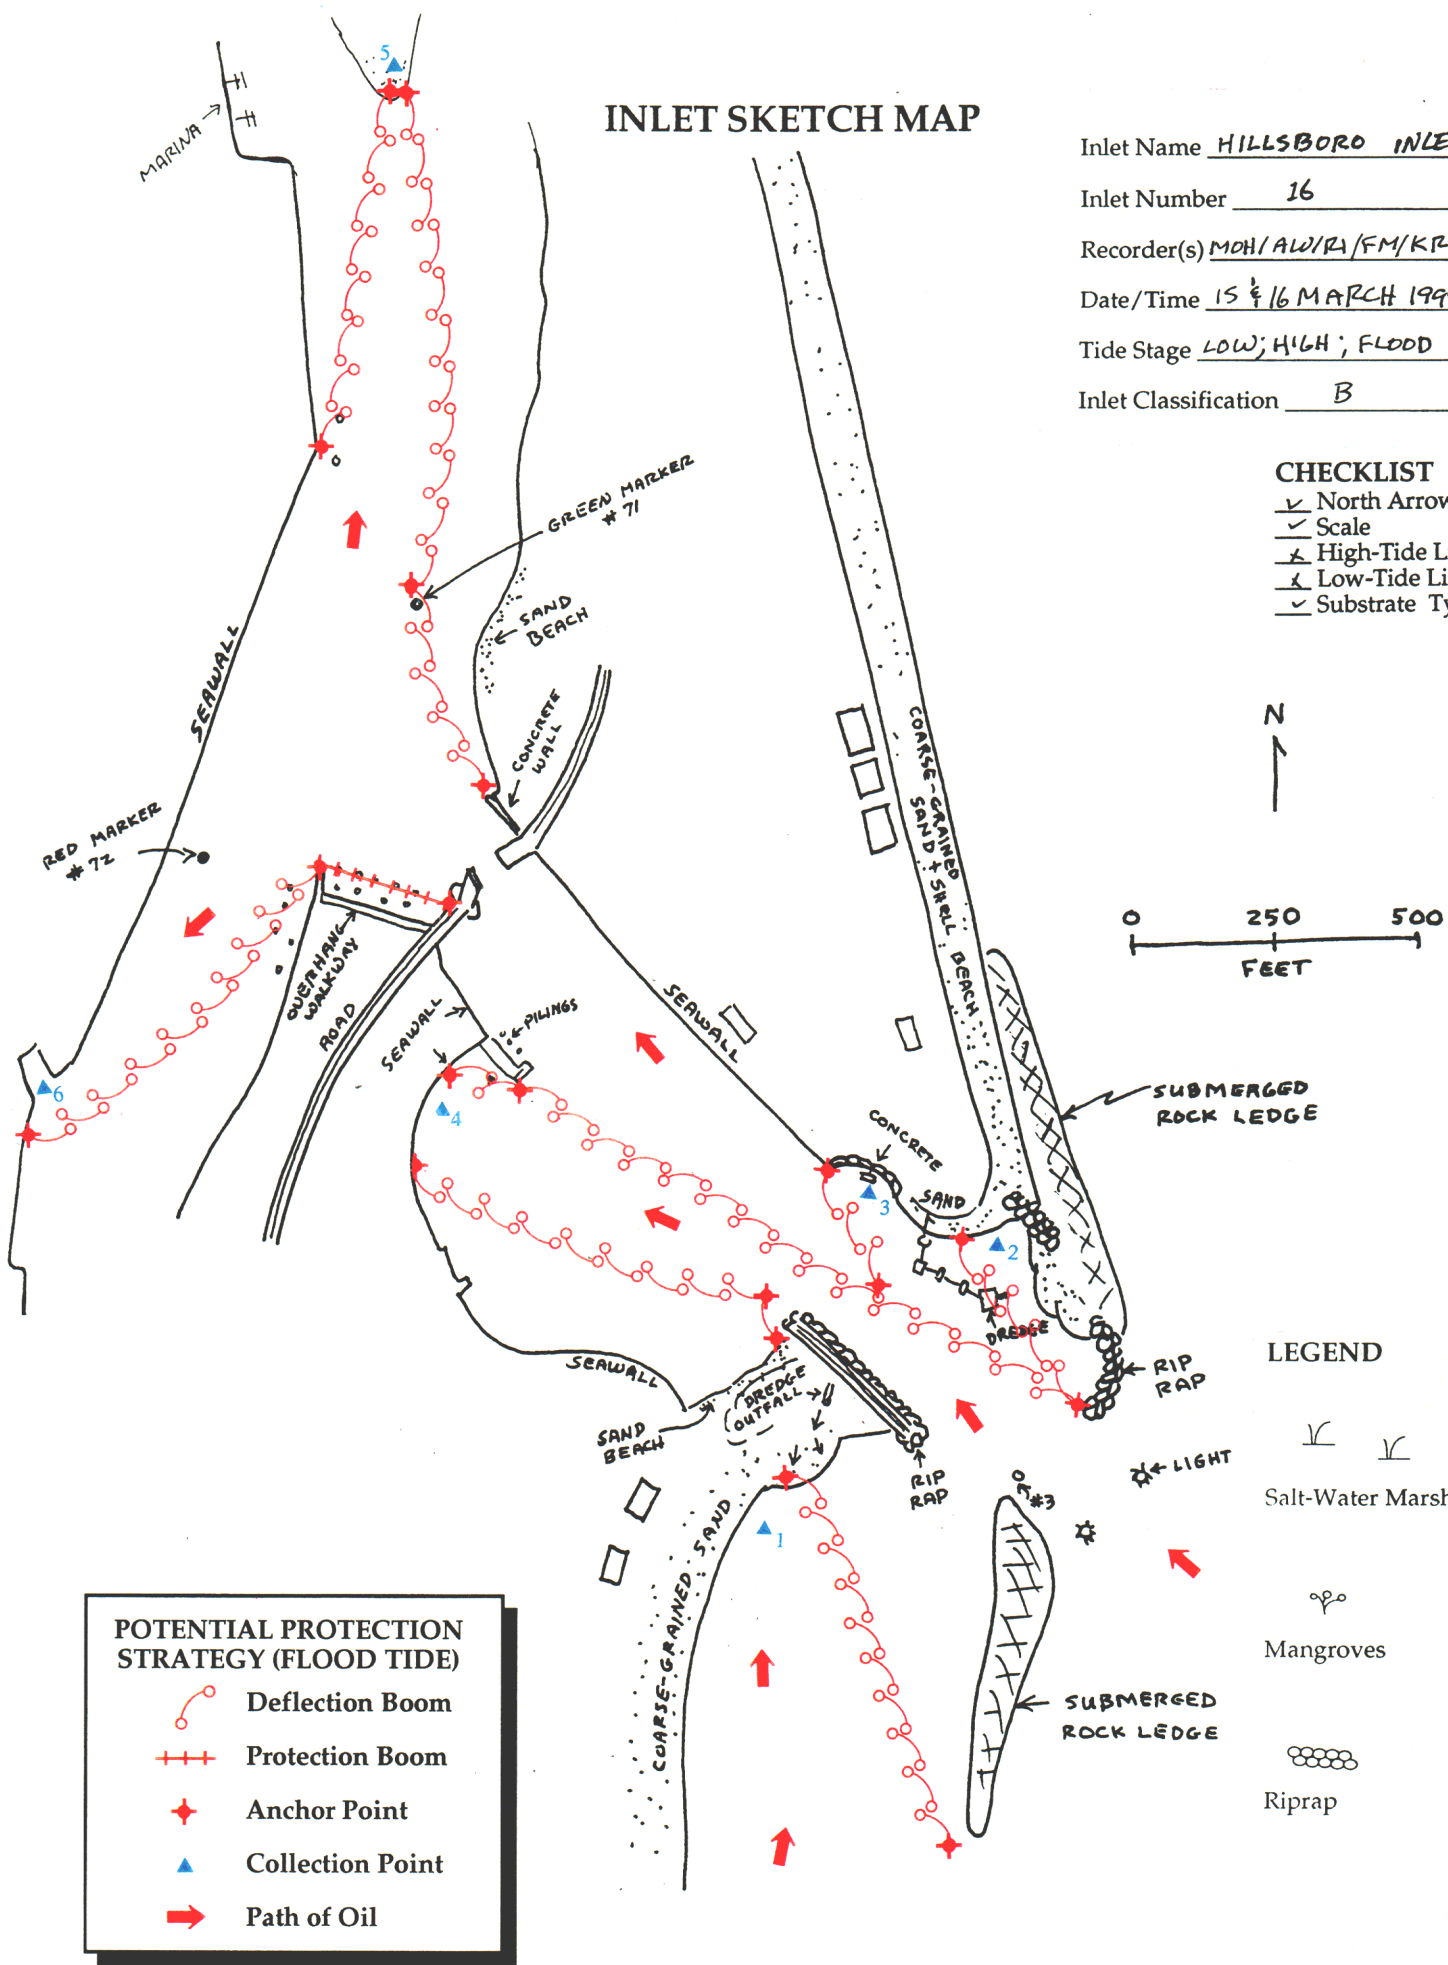 INLET SKETCH MAP
Inlet Name HILLSBORO INLE
Inlet Number 16
Recorder(s) MOH/AW/RI/FM/KR
Date/Time 15 & 16 MARCH 199
Tide Stage LOW; HIGH; FLOOD
Inlet Classification B
CHECKLIST
North Arrow
Scale
High-Tide L
Low-Tide Li
Substrate Ty
5
MARINA
GREEN MARKER
#71
SAND
BEACH
SEAWALL
CONCRETE
WALL
COARSE-GRAINED
SAND + SHELL BEACH
N
RED MARKER
#72
0 250 500
FEET
OVERHANG
WALKWAY
ROAD
SEAWALL
PILINGS
SEAWALL
6
4
SUBMERGED
ROCK LEDGE
CONCRETE
3
SAND
2
DREDGE
RIP
RAP
SEAWALL
DREDGE
OUTFALL
SAND
BEACH
RIP
RAP
LIGHT
#3
1
COARSE-GRAINED SAND
SUBMERGED
ROCK LEDGE
LEGEND
Salt-Water Marsh
Mangroves
Riprap
POTENTIAL PROTECTION
STRATEGY (FLOOD TIDE)
Deflection Boom
Protection Boom
Anchor Point
Collection Point
Path of Oil